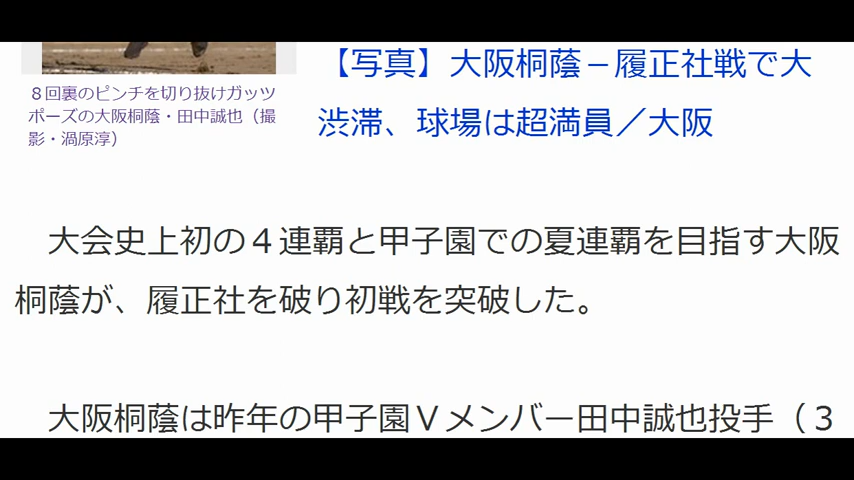 ８回裏のピンチを切り抜けガッツ
ポーズの大阪桐蔭・田中誠也（撮
影・渦原淳）
【写真】大阪桐蔭－履正社戦で大
渋滞、球場は超満員／大阪
大会史上初の４連覇と甲子園での夏連覇を目指す大阪
桐蔭が、履正社を破り初戦を突破した。
大阪桐蔭は昨年の甲子園Ｖメンバー田中誠也投手（３